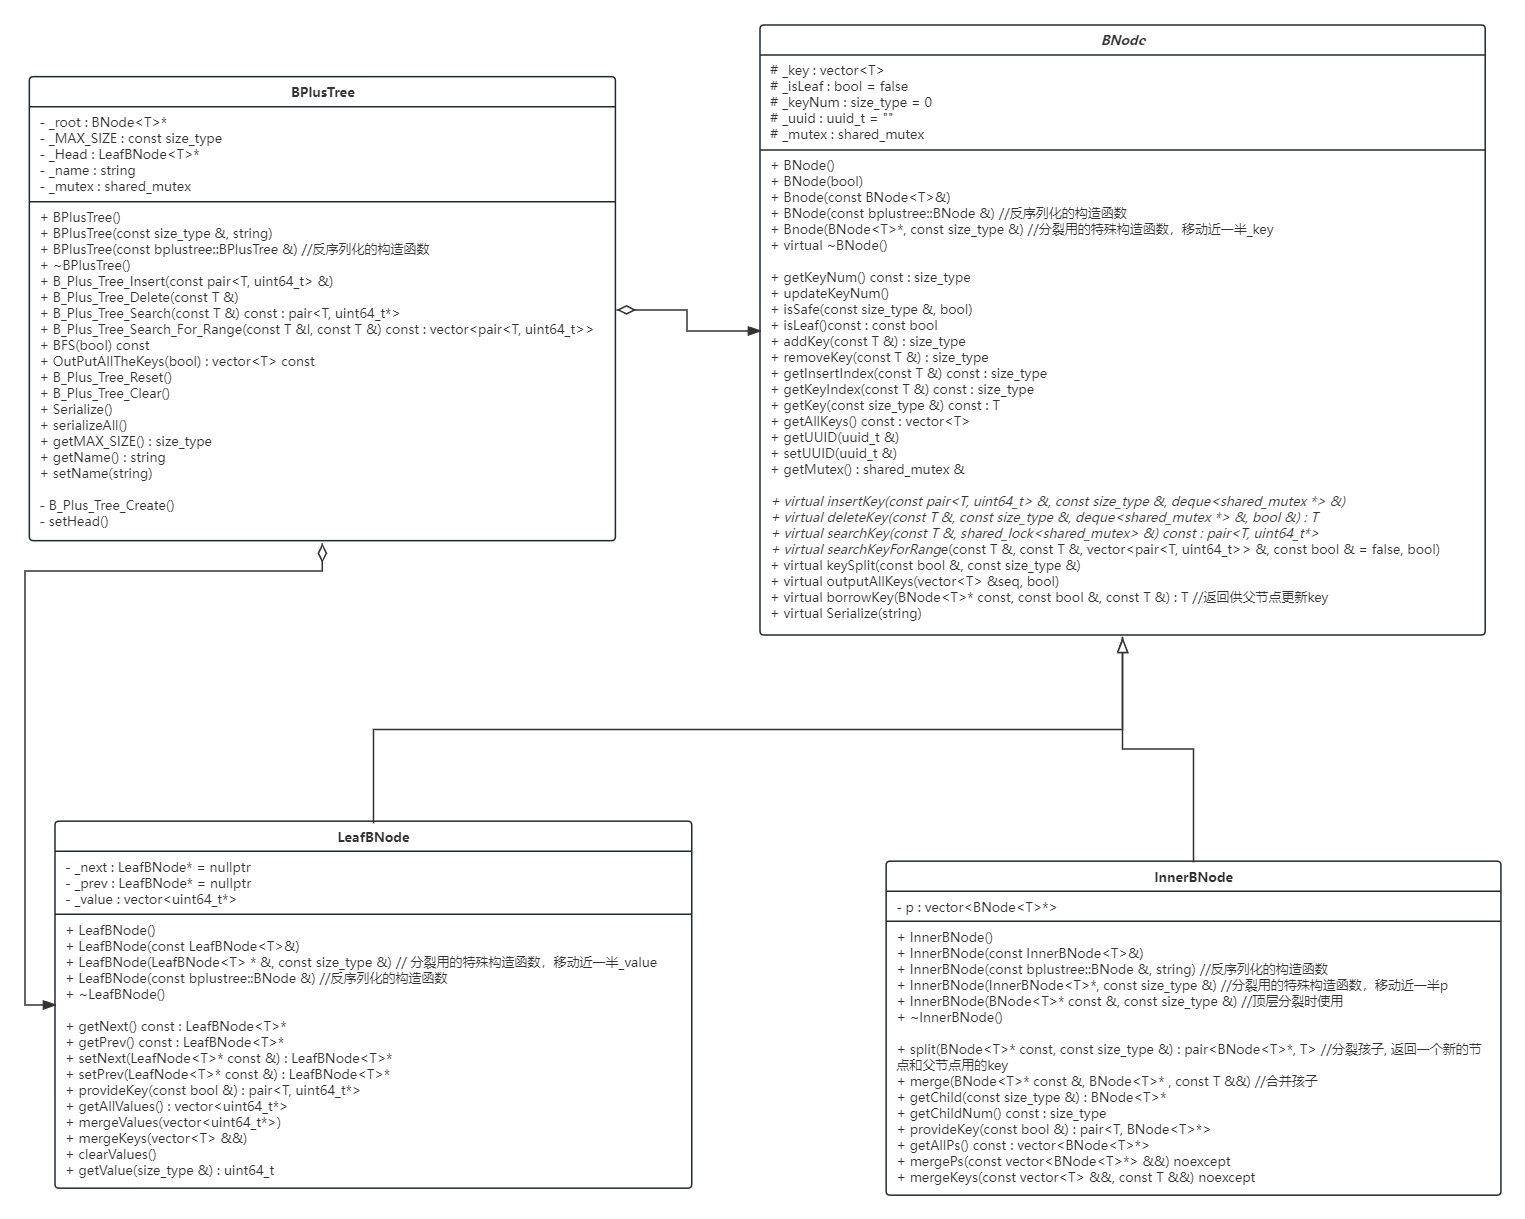 BPlusTree
- _root : BNode<T>*
- _MAX_SIZE : const size_type
- _Head : LeafBNode<T>*
- _name : string
- _mutex : shared_mutex
+ BPlusTree()
+ BPlusTree(const size_type &, string)
+ BPlusTree(const bplustree::BPlusTree &) //反序列化的构造函数
+ ~BPlusTree()
+ B_Plus_Tree_Insert(const pair<T, uint64_t> &)
+ B_Plus_Tree_Delete(const T &)
+ B_Plus_Tree_Search(const T &) const : pair<T, uint64_t*>
+ B_Plus_Tree_Search_For_Range(const T &l, const T &) const : vector<pair<T, uint64_t>>
+ BFS(bool) const
+ OutPutAllTheKeys(bool) : vector<T> const
+ B_Plus_Tree_Reset()
+ B_Plus_Tree_Clear()
+ Serialize()
+ serializeAll()
+ getMAX_SIZE() : size_type
+ getName() : string
+ setName(string)
- B_Plus_Tree_Create()
- setHead()
BNode
# _key : vector<T>
# _isLeaf : bool = false
# _keyNum : size_type = 0
# _uuid : uuid_t = ""
# _mutex : shared_mutex
+ BNode()
+ BNode(bool)
+ Bnode(const BNode<T>&)
+ BNode(const bplustree::BNode &) //反序列化的构造函数
+ Bnode(BNode<T>*, const size_type &) //分裂用的特殊构造函数，移动近一半_key
+ virtual ~BNode()
+ getKeyNum() const : size_type
+ updateKeyNum()
+ isSafe(const size_type &, bool)
+ isLeaf()const : const bool
+ addKey(const T &) : size_type
+ removeKey(const T &) : size_type
+ getInsertIndex(const T &) const : size_type
+ getKeyIndex(const T &) const : size_type
+ getKey(const size_type &) const : T
+ getAllKeys() const : vector<T>
+ getUUID(uuid_t &)
+ setUUID(uuid_t &)
+ getMutex() : shared_mutex &
+ virtual insertKey(const pair<T, uint64_t> &, const size_type &, deque<shared_mutex *> &)
+ virtual deleteKey(const T &, const size_type &, deque<shared_mutex *> &, bool &) : T
+ virtual searchKey(const T &, shared_lock<shared_mutex> &) const : pair<T, uint64_t*>
+ virtual searchKeyForRange(const T &, const T &, vector<pair<T, uint64_t>> &, const bool & = false, bool)
+ virtual keySplit(const bool &, const size_type &)
+ virtual outputAllKeys(vector<T> &seq, bool)
+ virtual borrowKey(BNode<T>* const, const bool &, const T &) : T //返回供父节点更新key
+ virtual Serialize(string)
LeafBNode
- _next : LeafBNode* = nullptr
- _prev : LeafBNode* = nullptr
- _value : vector<uint64_t*>
+ LeafBNode()
+ LeafBNode(const LeafBNode<T>&)
+ LeafBNode(LeafBNode<T> * &, const size_type &) // 分裂用的特殊构造函数，移动近一半_value
+ LeafBNode(const bplustree::BNode &) //反序列化的构造函数
+ ~LeafBNode()
+ getNext() const : LeafBNode<T>*
+ getPrev() const : LeafBNode<T>*
+ setNext(LeafNode<T>* const &) : LeafBNode<T>*
+ setPrev(LeafNode<T>* const &) : LeafBNode<T>*
+ provideKey(const bool &) : pair<T, uint64_t*>
+ getAllValues() : vector<uint64_t*>
+ mergeValues(vector<uint64_t*>)
+ mergeKeys(vector<T> &&)
+ clearValues()
+ getValue(size_type &) : uint64_t
InnerBNode
- p : vector<BNode<T>*>
+ InnerBNode()
+ InnerBNode(const InnerBNode<T>&)
+ InnerBNode(const bplustree::BNode &, string) //反序列化的构造函数
+ InnerBNode(InnerBNode<T>*, const size_type &) //分裂用的特殊构造函数，移动近一半p
+ InnerBNode(BNode<T>* const &, const size_type &) //顶层分裂时使用
+ ~InnerBNode()
+ split(BNode<T>* const, const size_type &) : pair<BNode<T>*, T> //分裂孩子, 返回一个新的节
点和父节点用的key
+ merge(BNode<T>* const &, BNode<T>* , const T &&) //合并孩子
+ getChild(const size_type &) : BNode<T>*
+ getChildNum() const : size_type
+ provideKey(const bool &) : pair<T, BNode<T>*>
+ getAllPs() const : vector<BNode<T>*>
+ mergePs(const vector<BNode<T>*> &&) noexcept
+ mergeKeys(const vector<T> &&, const T &&) noexcept